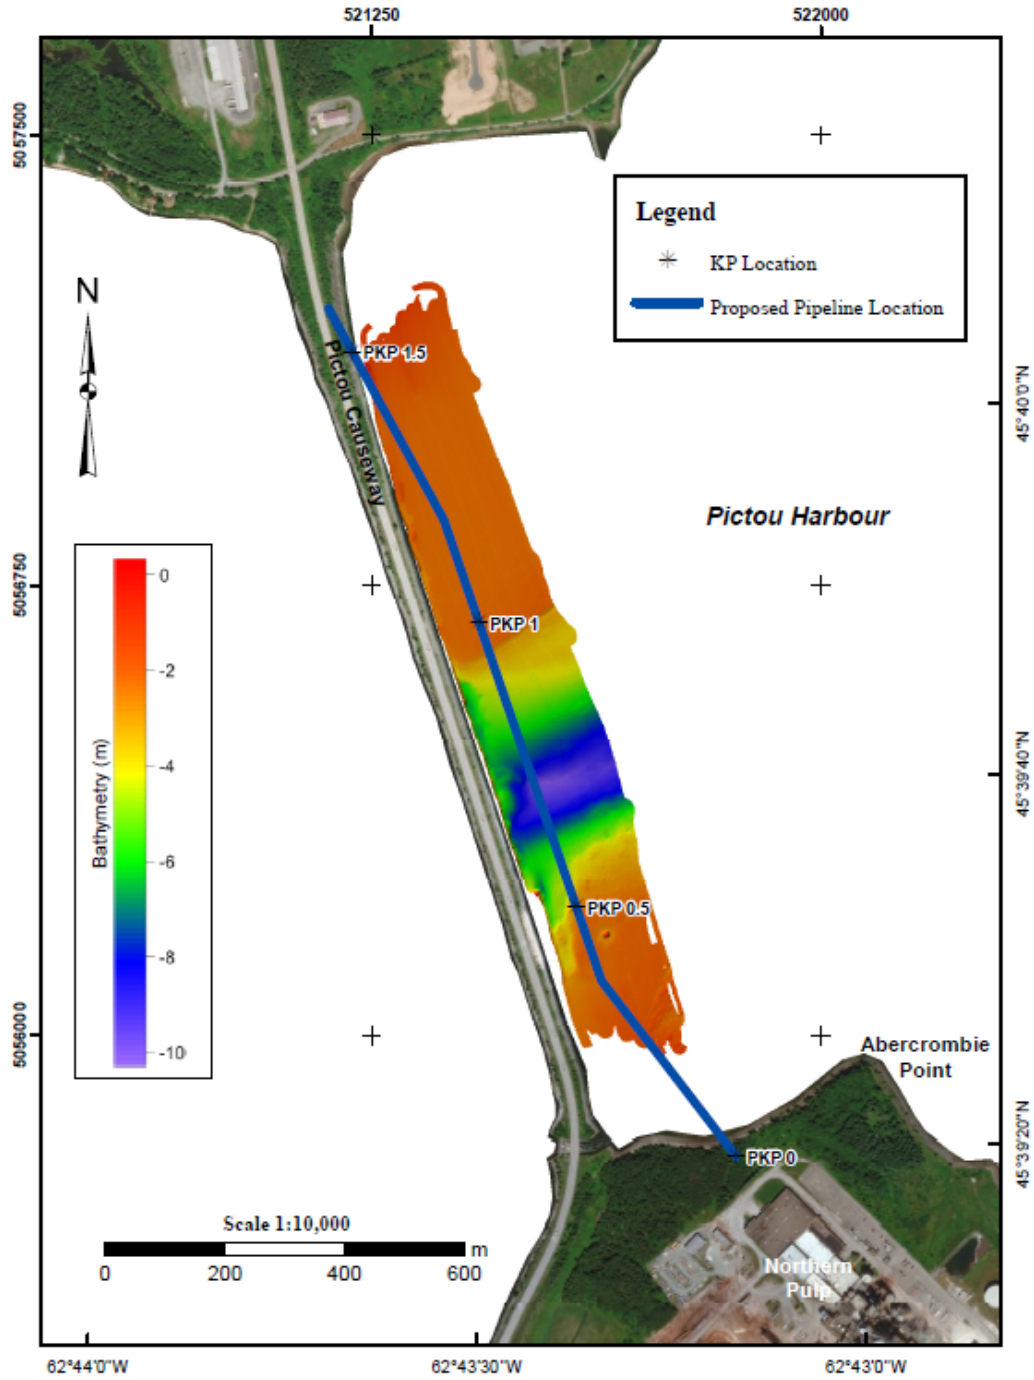 521250
522000
5057500
Legend
KP Location
Proposed Pipeline Location
N
PKP 1.5
Pictou Causeway
45°40'0"N
Pictou Harbour
5056750
Bathymetry (m)
0
-2
-4
-6
-8
-10
PKP 1
45°39'40"N
PKP 0.5
5056000
Abercrombie
Point
45°39'20"N
PKP 0
Scale 1:10,000
m
0
200
400
600
Northern
Pulp
62°44'0"W
62°43'30"W
62°43'0"W